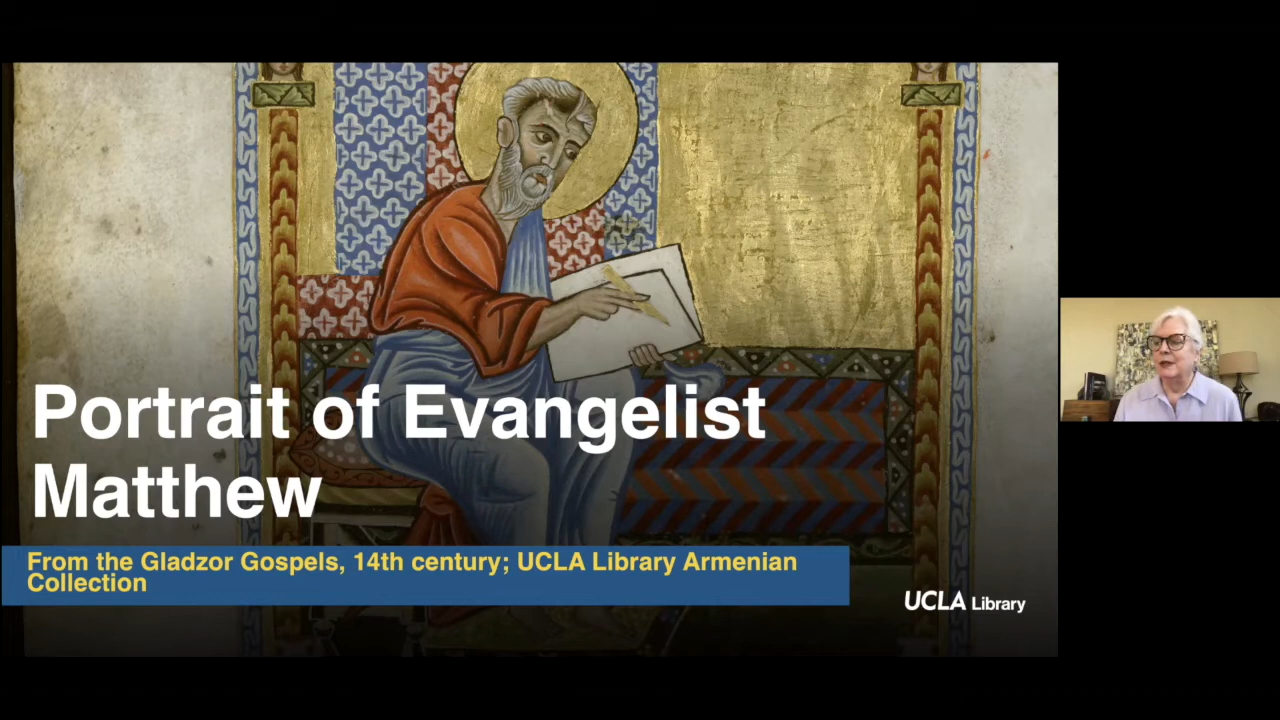 Portrait of Evangelist
Matthew
From the Gladzor Gospels, 14th century; UCLA Library Armenian
Collection
UCLA Library